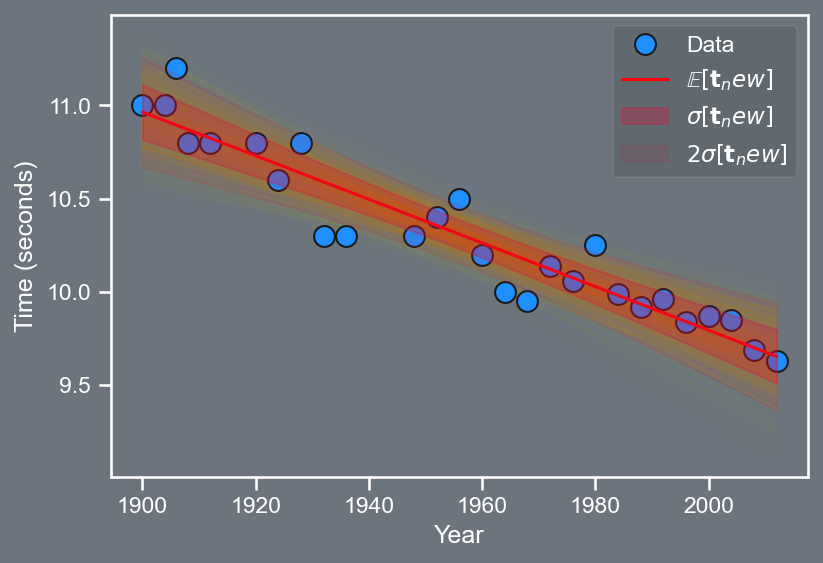 Data
𝔼[𝐭ₙew]
σ[𝐭ₙew]
2σ[𝐭ₙew]
11.0
10.5
10.0
9.5
Time (seconds)
1900 1920 1940 1960 1980 2000
Year